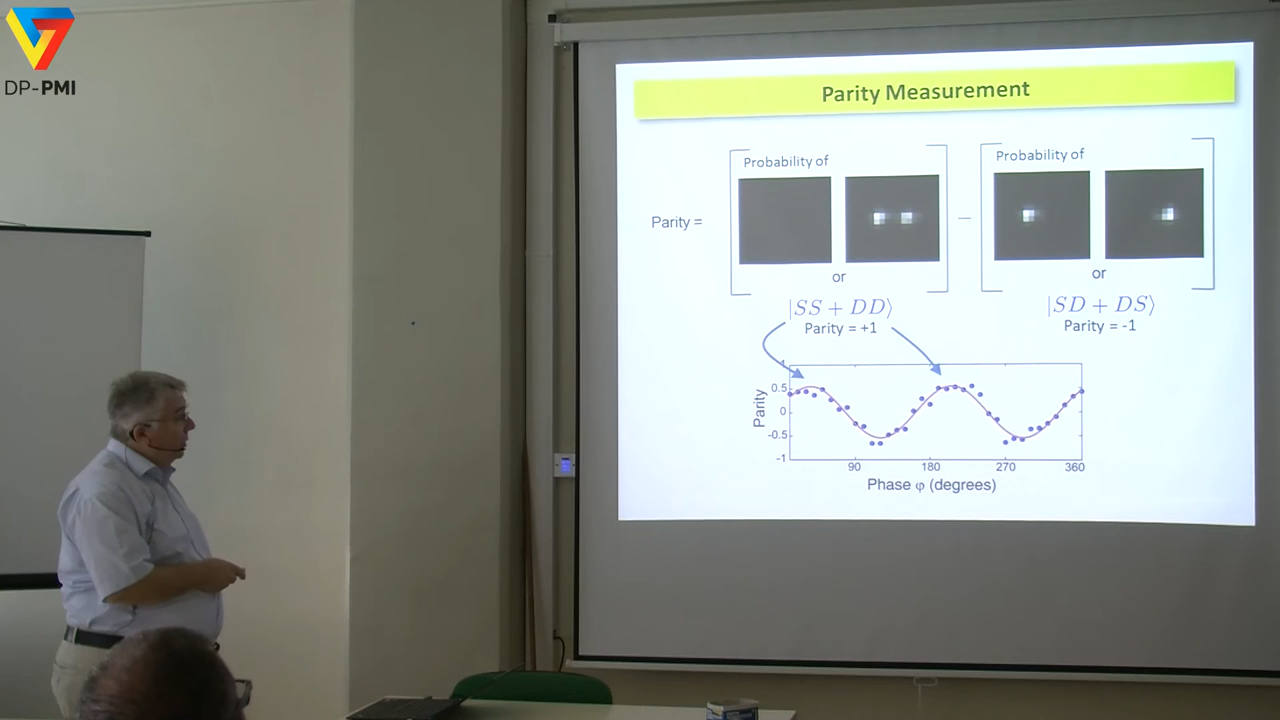 DP-PMI
Parity Measurement
Probability of
Probability of
Parity =
–
or
or
|SS + DD⟩
|SD + DS⟩
Parity = +1
Parity = -1
1
0.5
0
-0.5
-1
Parity
90
180
270
360
Phase φ (degrees)